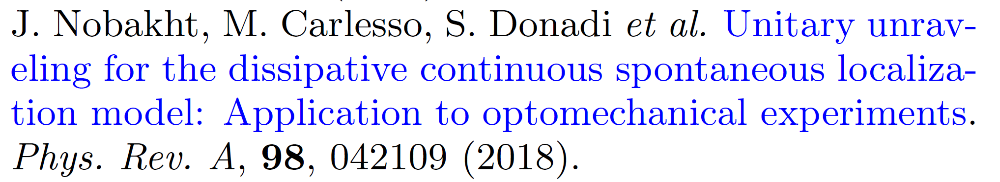 J. Nobakht, M. Carlesso, S. Donadi et al. Unitary unrav-
eling for the dissipative continuous spontaneous localiza-
tion model: Application to optomechanical experiments.
Phys. Rev. A, 98, 042109 (2018).